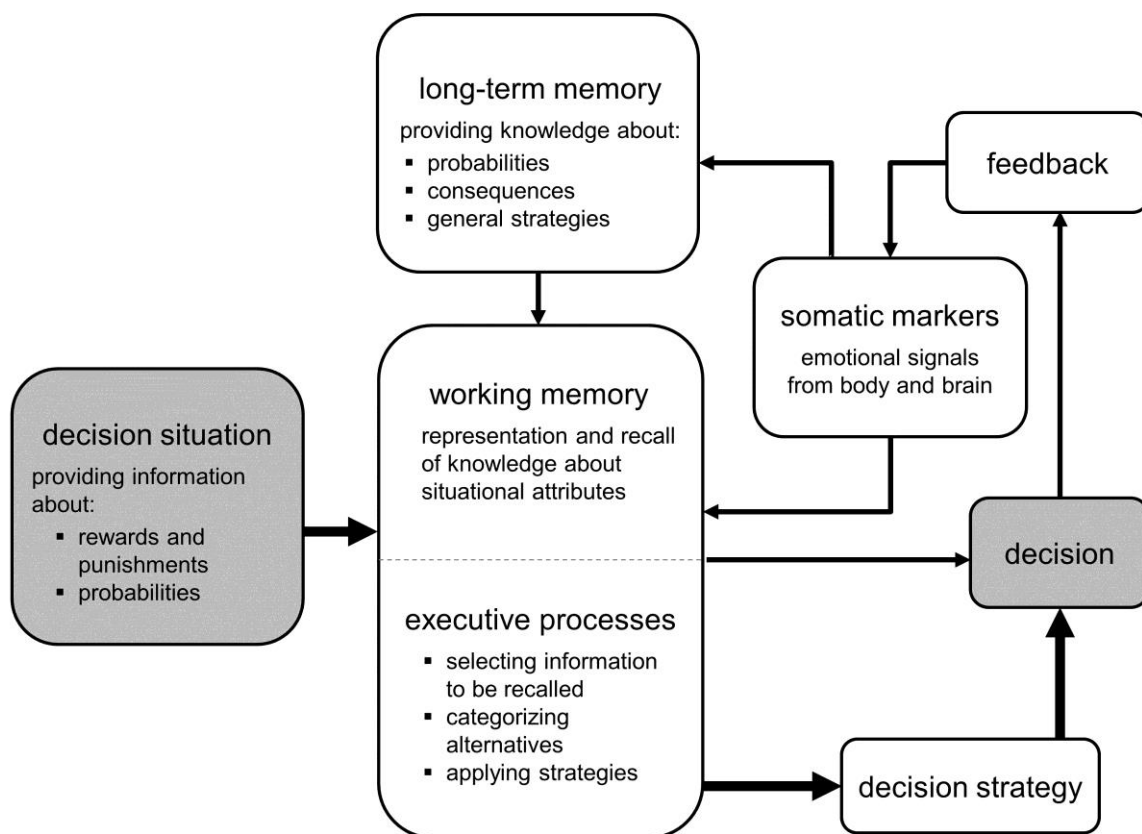 long-term memory
providing knowledge about:
▪ probabilities
▪ consequences
▪ general strategies
feedback
somatic markers
emotional signals
from body and brain
decision situation
providing information
about:
▪ rewards and
punishments
▪ probabilities
working memory
representation and recall
of knowledge about
situational attributes
executive processes
▪ selecting information
to be recalled
▪ categorizing
alternatives
▪ applying strategies
decision
decision strategy